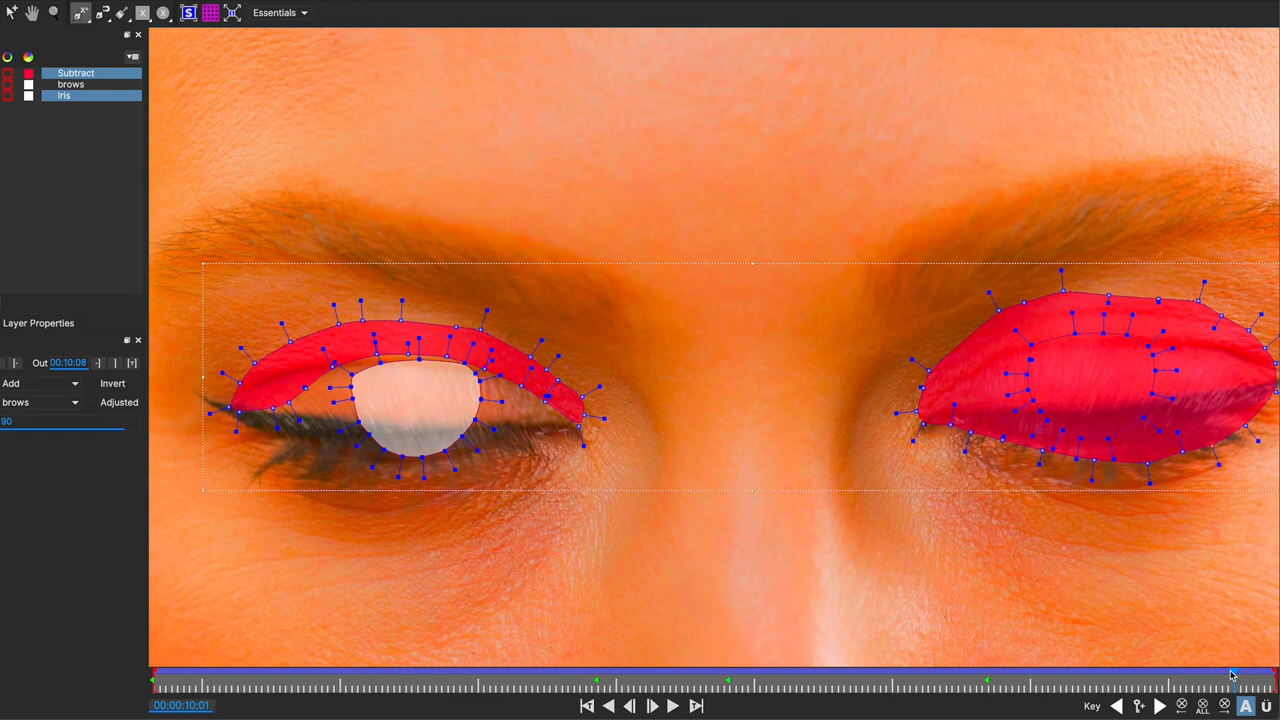 Essentials
Subtract
brows
Iris
Layer Properties
Out 00:10:08
Add Invert
brows Adjusted
90
00:00:10:01 Key ALL A Ü